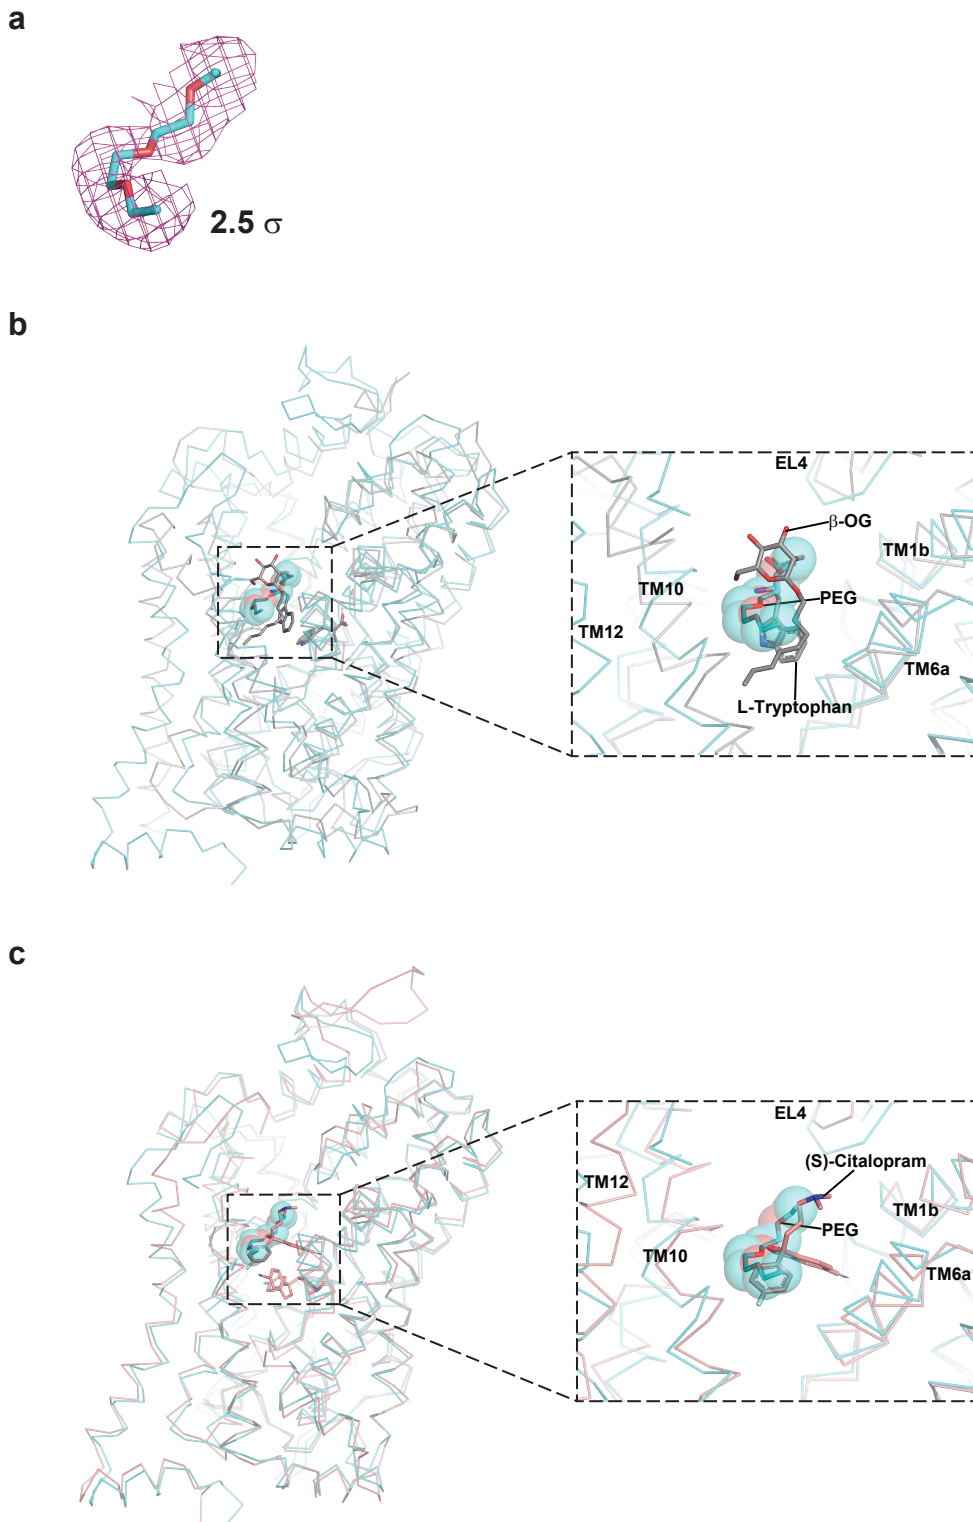 a
2.5 σ
b
EL4
β-OG
TM1b
TM10
PEG
TM12
TM6a
L-Tryptophan
c
EL4
(S)-Citalopram
TM12
TM1b
PEG
TM10
TM6a